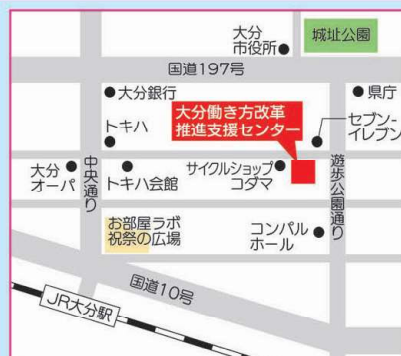 大分
市役所
城址公園
国道197号
大分銀行
県庁
大分働き方改革
推進支援センター
トキハ
セブン-
イレブン
大分
オーパ
中央通り
トキハ会館
サイクルショップ
コダマ
遊歩公園通り
お部屋ラボ
祝祭の広場
コンパル
ホール
国道10号
JR大分駅